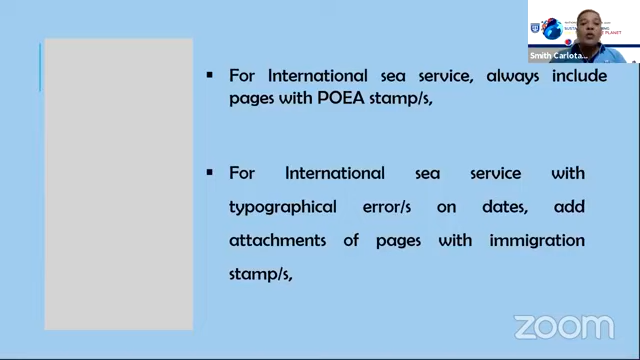 ▪ For International sea service, always include
pages with POEA stamp/s,
▪ For International sea service with
typographical error/s on dates, add
attachments of pages with immigration
stamp/s,
Smith Carlota
zoom